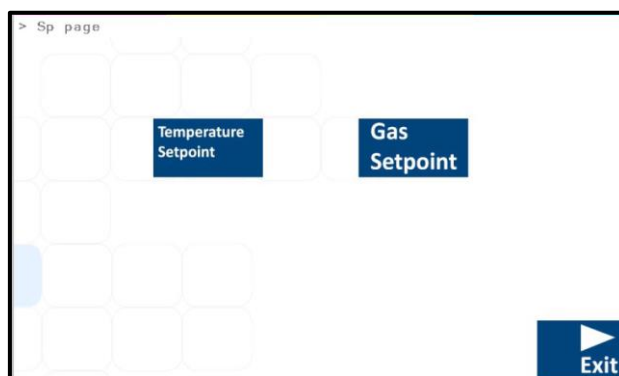 > Sp page
Temperature
Setpoint
Gas
Setpoint
Exit